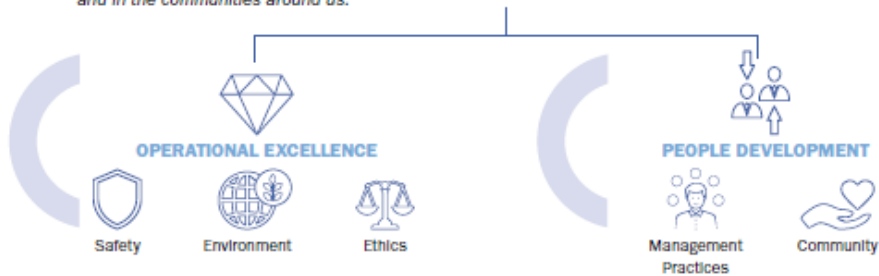 and in the communities around us.
OPERATIONAL EXCELLENCE
Safety
Environment
Ethics
PEOPLE DEVELOPMENT
Management
Practices
Community